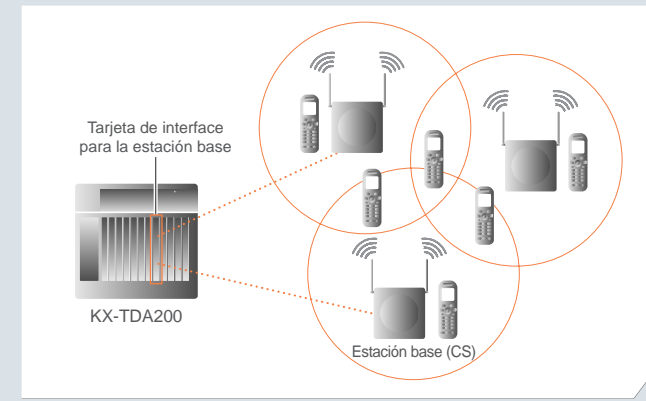 Tarjeta de interface
para la estación base
KX-TDA200
Estación base (CS)